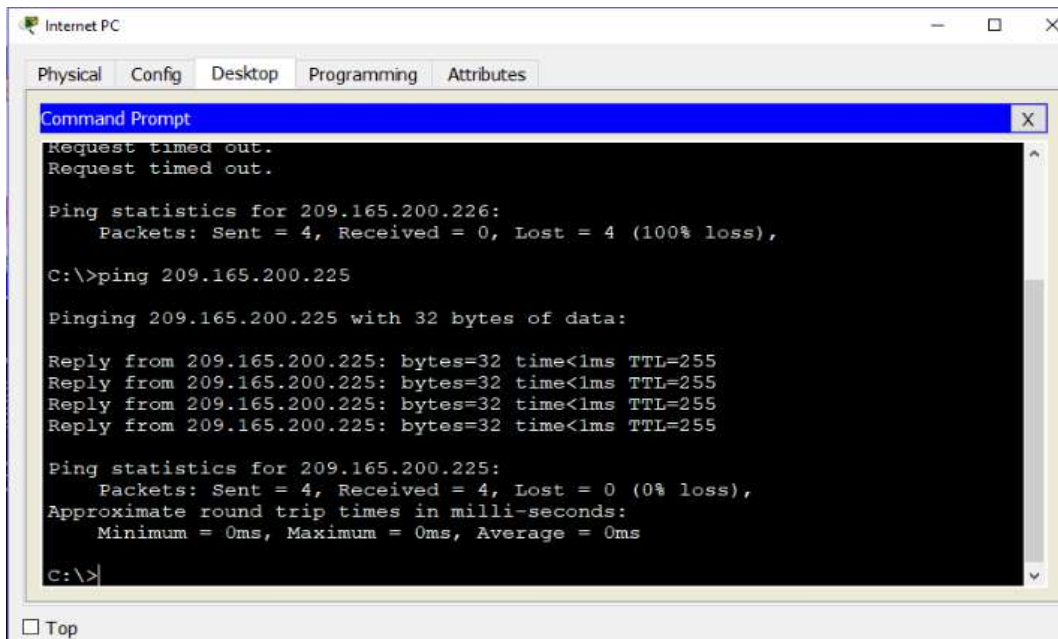 Internet PC
Physical Config Desktop Programming Attributes
Command Prompt X
Request timed out.
Request timed out.
Ping statistics for 209.165.200.226:
Packets: Sent = 4, Received = 0, Lost = 4 (100% loss),
C:\>ping 209.165.200.225
Pinging 209.165.200.225 with 32 bytes of data:
Reply from 209.165.200.225: bytes=32 time<1ms TTL=255
Reply from 209.165.200.225: bytes=32 time<1ms TTL=255
Reply from 209.165.200.225: bytes=32 time<1ms TTL=255
Reply from 209.165.200.225: bytes=32 time<1ms TTL=255
Ping statistics for 209.165.200.225:
Packets: Sent = 4, Received = 4, Lost = 0 (0% loss),
Approximate round trip times in milli-seconds:
Minimum = 0ms, Maximum = 0ms, Average = 0ms
C:\>
Top